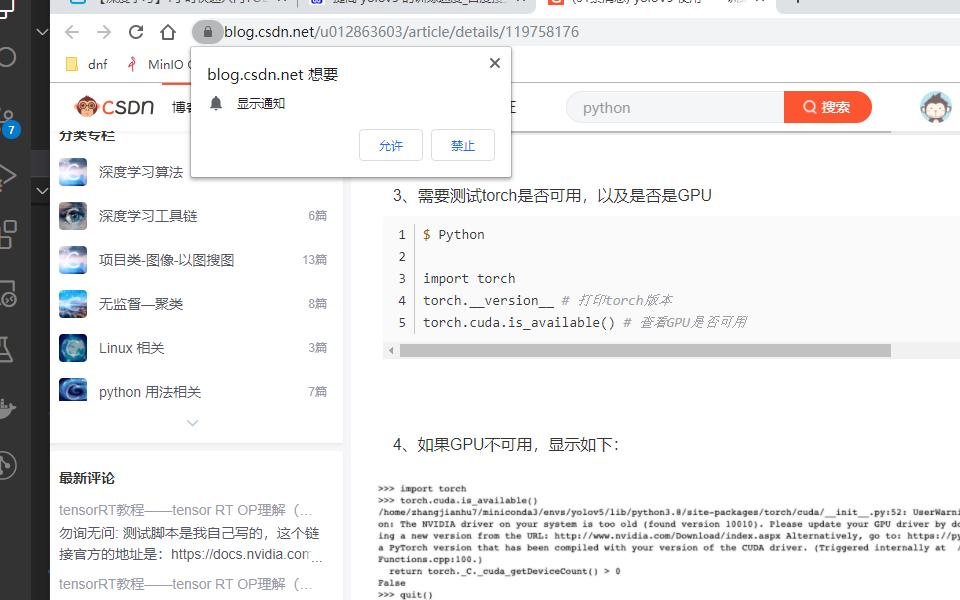 blog.csdn.net/u012863603/article/details/119758176
dnf
MinIO
blog.csdn.net 想要
显示通知
允许
禁止
CSDN
python
搜索
7
分类专栏
深度学习算法
深度学习工具链
6篇
项目类-图像-以图搜图
13篇
无监督—聚类
8篇
Linux 相关
3篇
python 用法相关
7篇
最新评论
tensorRT教程——tensor RT OP理解（...
勿询无问: 测试脚本是我自己写的，这个链
接官方的地址是：https://docs.nvidia.com ...
tensorRT教程——tensor RT OP理解（...
3、需要测试torch是否可用，以及是否是GPU
1 $ Python
2
3 import torch
4 torch.__version__ # 打印torch版本
5 torch.cuda.is_available() # 查看GPU是否可用
4、如果GPU不可用，显示如下：
>>> import torch
>>> torch.cuda.is_available()
/home/zhangjianhu7/miniconda3/envs/yolov5/lib/python3.8/site-packages/torch/cuda/__init__.py:52: UserWarni
on: The NVIDIA driver on your system is too old (found version 10010). Please update your GPU driver by do
ing a new version from the URL: http://www.nvidia.com/Download/index.aspx Alternatively, go to: https://py
a PyTorch version that has been compiled with your version of the CUDA driver. (Triggered internally at /
Functions.cpp:100.)
return torch._C._cuda_getDeviceCount() > 0
False
>>> quit()